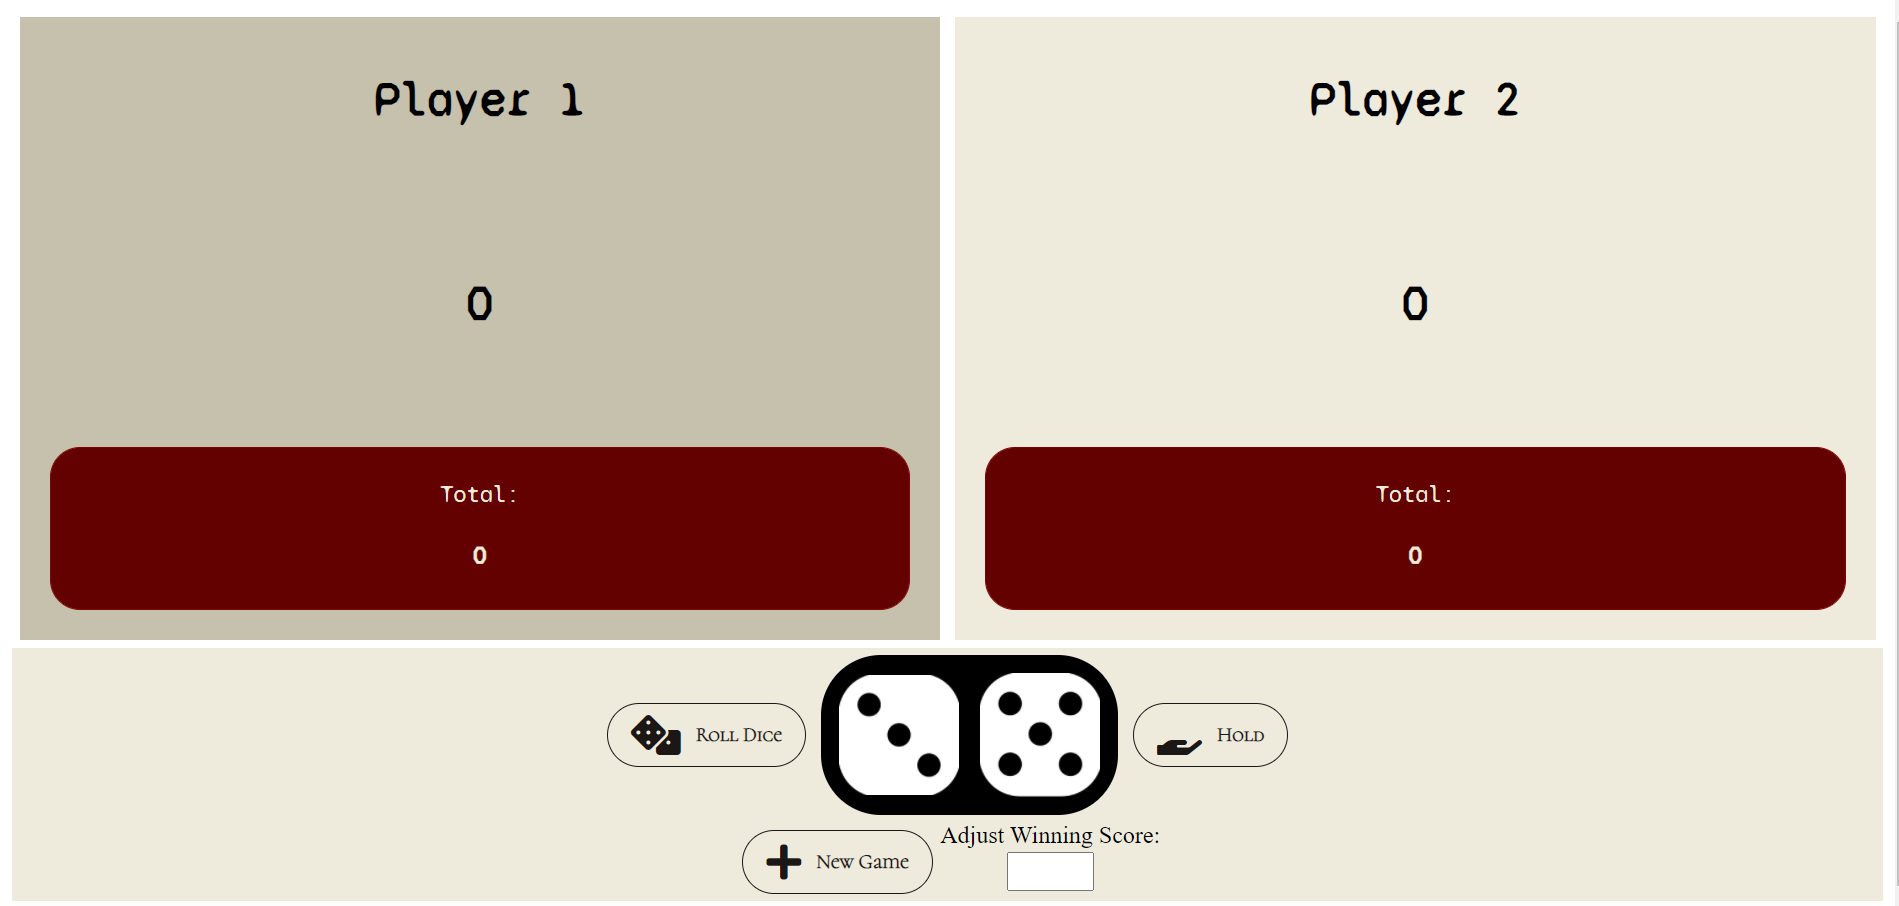 Player 1
0
Total:
0
Player 2
0
Total:
0
Roll Dice
Hold
New Game
Adjust Winning Score: